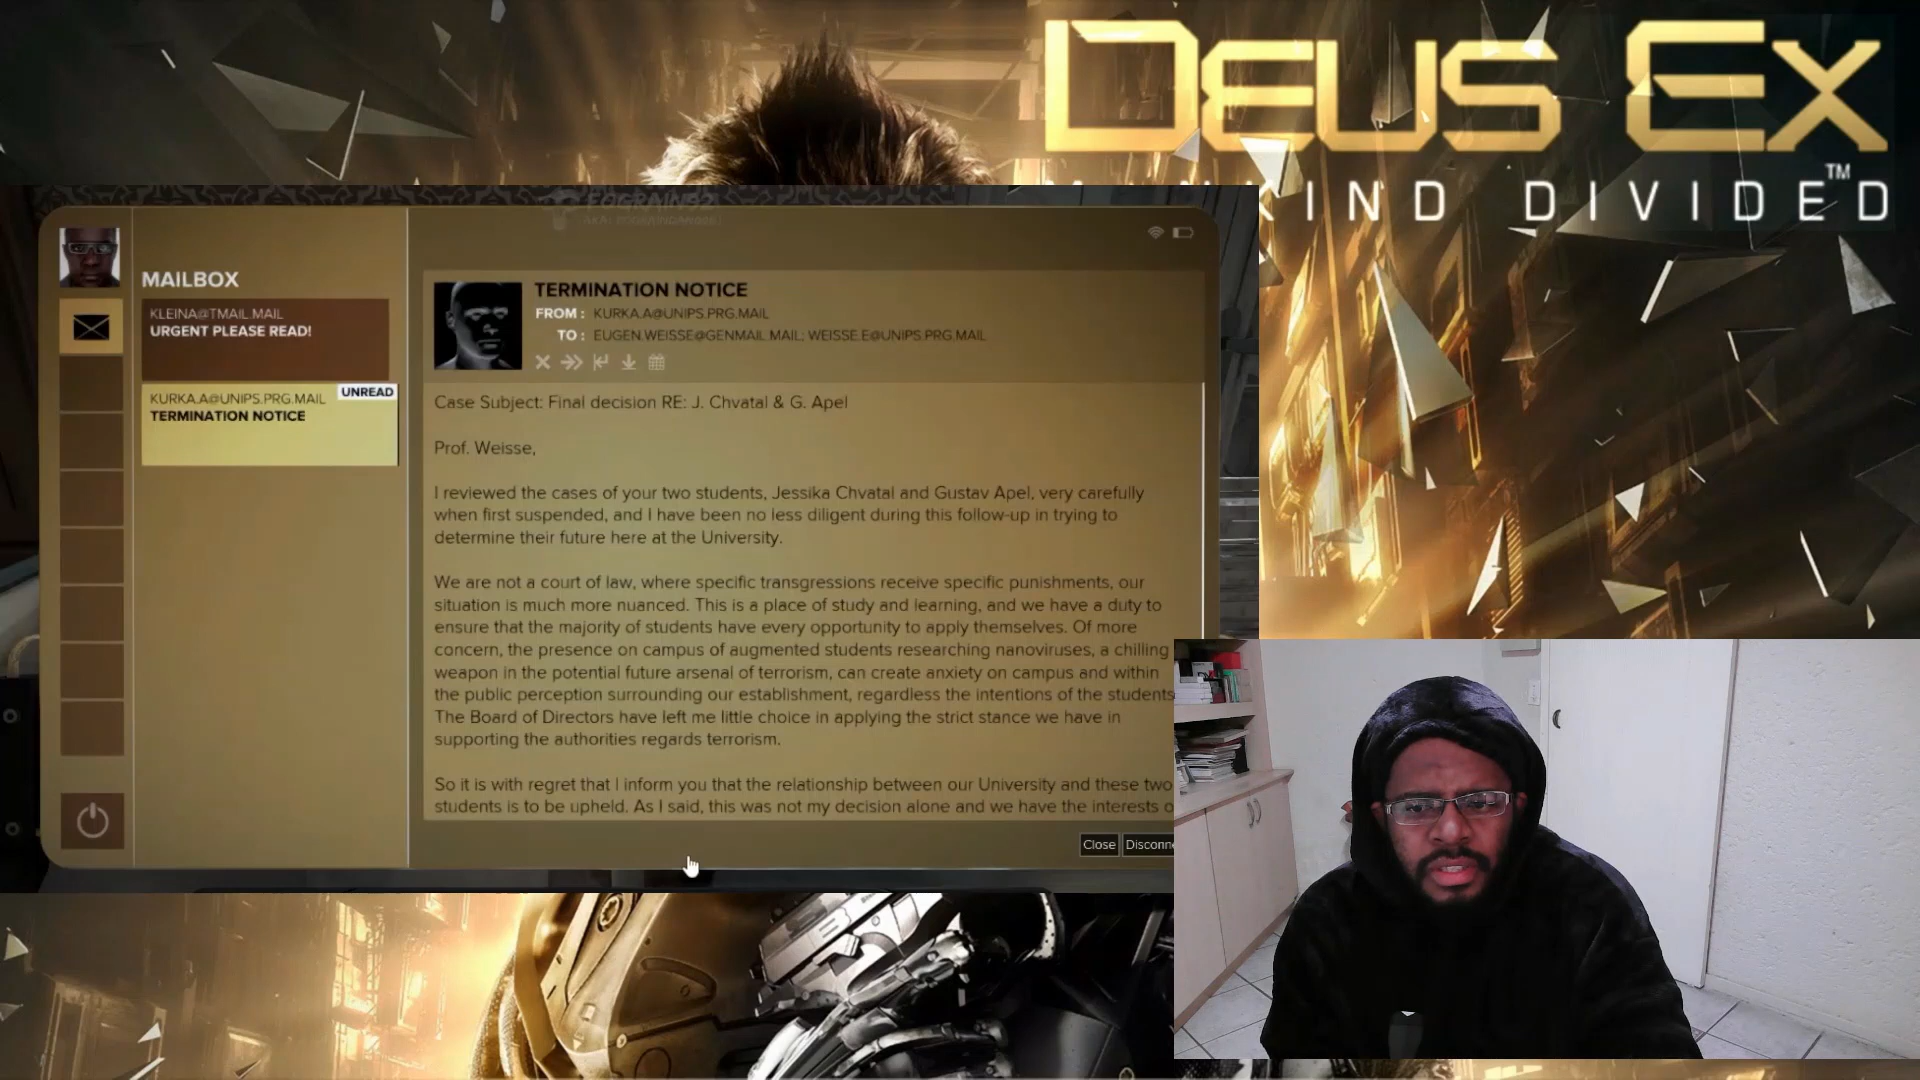 DEUS EX
KIND DIVIDED™
MAILBOX
KLEINA@TMAIL.MAIL
URGENT PLEASE READ!
UNREAD
KURKA.A@UNIPS.PRG.MAIL
TERMINATION NOTICE
TERMINATION NOTICE
FROM : KURKA.A@UNIPS.PRG.MAIL
TO : EUGEN.WEISSE@GENMAIL.MAIL; WEISSE.E@UNIPS.PRG.MAIL
Case Subject: Final decision RE: J. Chvatal & G. Apel
Prof. Weisse,
I reviewed the cases of your two students, Jessika Chvatal and Gustav Apel, very carefully
when first suspended, and I have been no less diligent during this follow-up in trying to
determine their future here at the University.
We are not a court of law, where specific transgressions receive specific punishments, our
situation is much more nuanced. This is a place of study and learning, and we have a duty to
ensure that the majority of students have every opportunity to apply themselves. Of more
concern, the presence on campus of augmented students researching nanoviruses, a chilling
weapon in the potential future arsenal of terrorism, can create anxiety on campus and within
the public perception surrounding our establishment, regardless the intentions of the students
The Board of Directors have left me little choice in applying the strict stance we have in
supporting the authorities regards terrorism.
So it is with regret that I inform you that the relationship between our University and these two
students is to be upheld. As I said, this was not my decision alone and we have the interests o
Close Disconne